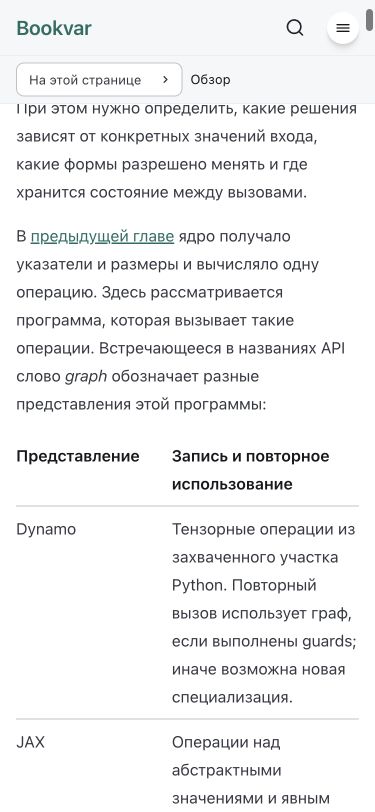 Bookvar
На этой странице
Обзор
При этом нужно определить, какие решения
зависят от конкретных значений входа,
какие формы разрешено менять и где
хранится состояние между вызовами.
В предыдущей главе ядро получало
указатели и размеры и вычисляло одну
операцию. Здесь рассматривается
программа, которая вызывает такие
операции. Встречающееся в названиях API
слово graph обозначает разные
представления этой программы:
Представление
Запись и повторное
использование
Dynamo
Тензорные операции из
захваченного участка
Python. Повторный
вызов использует граф,
если выполнены guards;
иначе возможна новая
специализация.
JAX
Операции над
абстрактными
значениями и явным